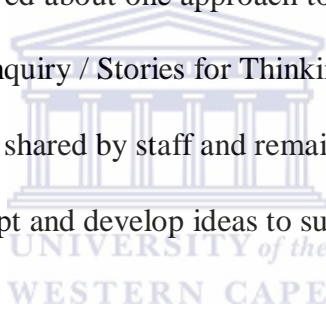 ed about one approach to
nquiry / Stories for Thinkin
shared by staff and remai
pt and develop ideas to su
UNIVERSITY of the
WESTERN CAPE